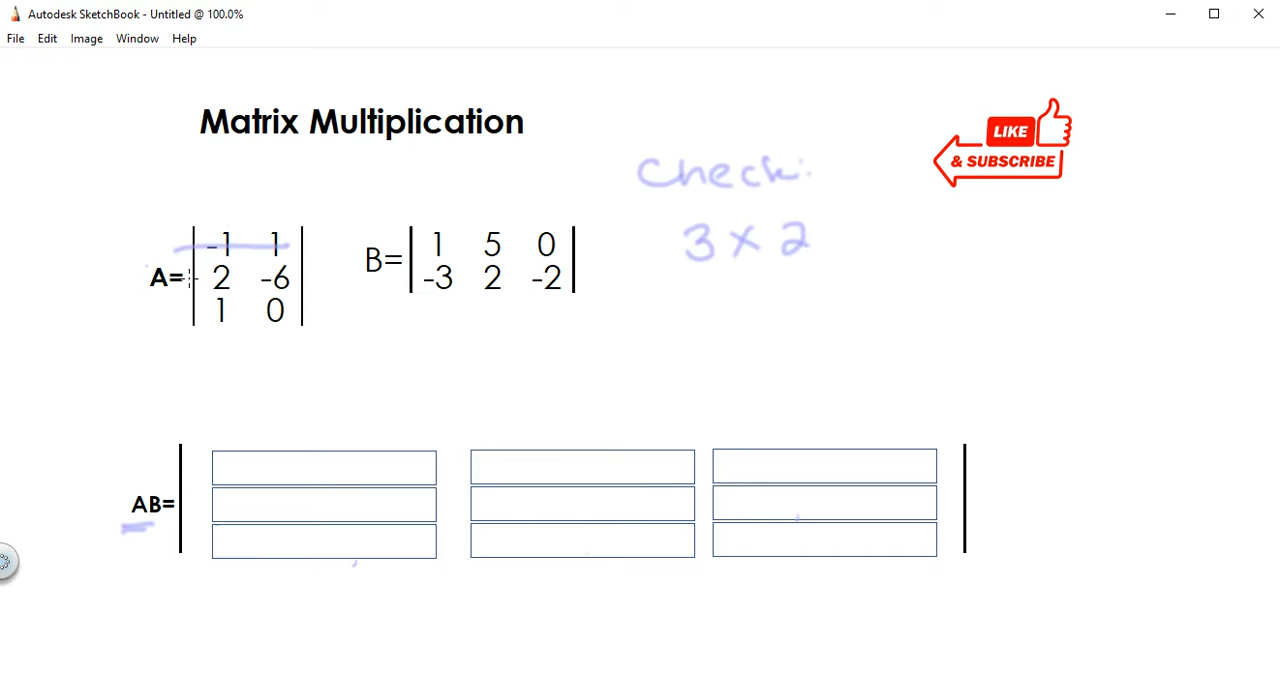 Autodesk SketchBook - Untitled @ 100.0%
File Edit Image Window Help
Matrix Multiplication
LIKE
& SUBSCRIBE
Check:
3 x 2
A= -1 1
2 -6
1 0
B= 1 5 0
-3 2 -2
AB=